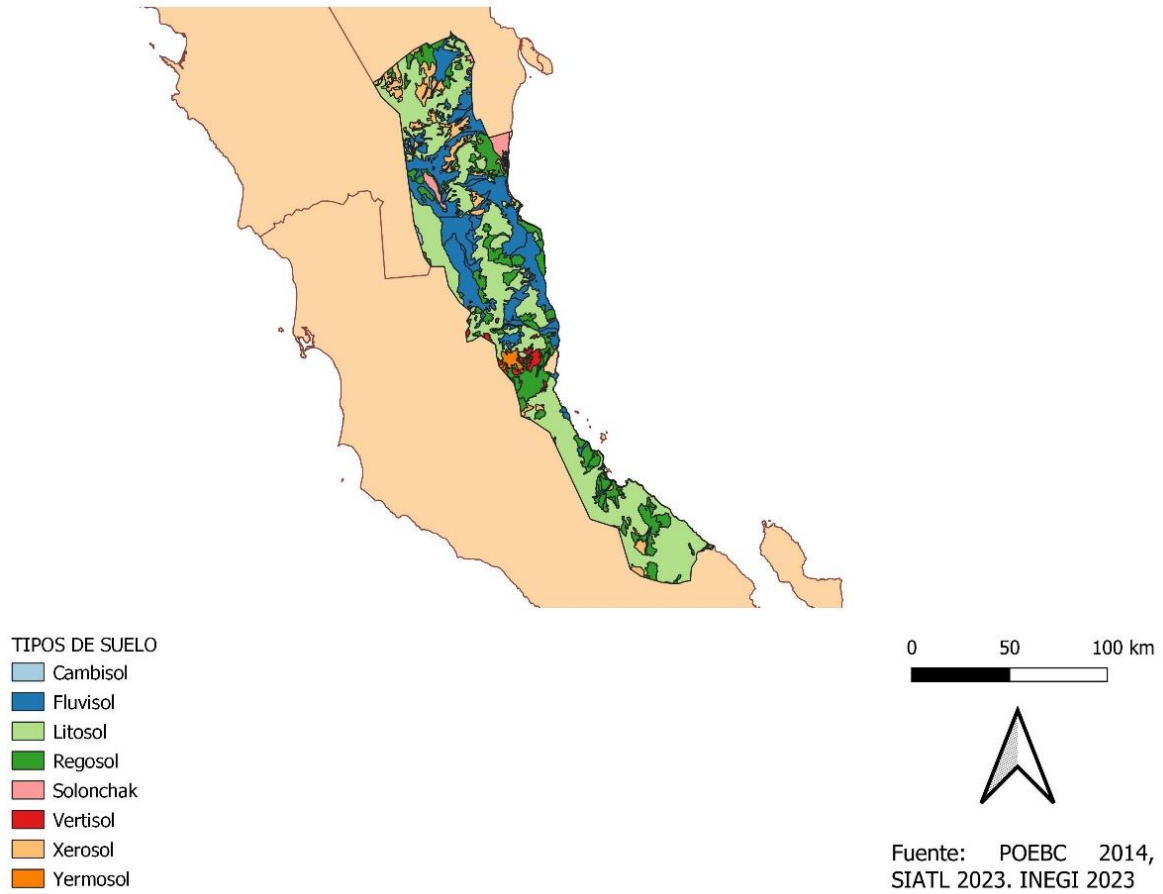 TIPOS DE SUELO
Cambisol
Fluvisol
Litosol
Regosol
Solonchak
Vertisol
Xerosol
Yermosol
0 50 100 km
Fuente: POEBC 2014,
SIATL 2023. INEGI 2023